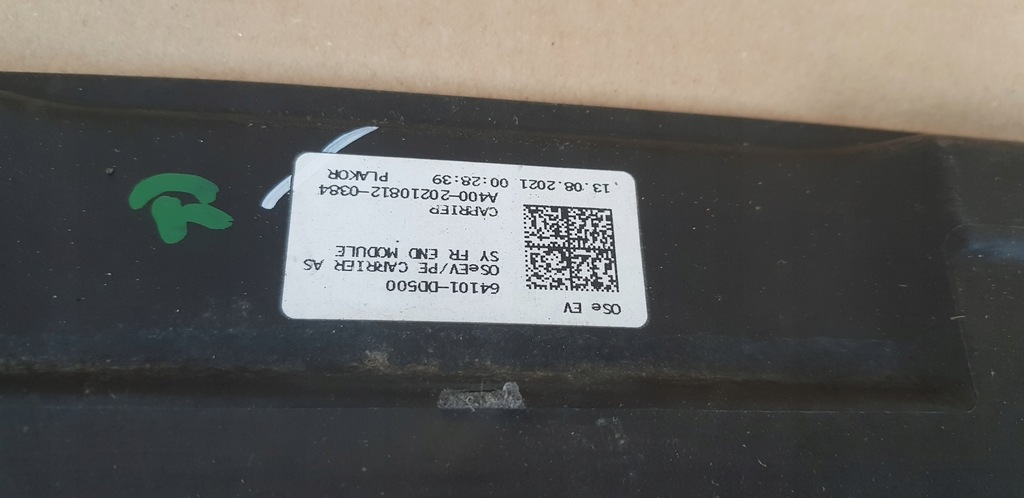 OSe EV
64101-DD500
OSeEV/PE CARRIER AS
SY FR END MODULE
CARRIER
A400-20210812-0384
13.08.2021 00:28:39
PLAKOR